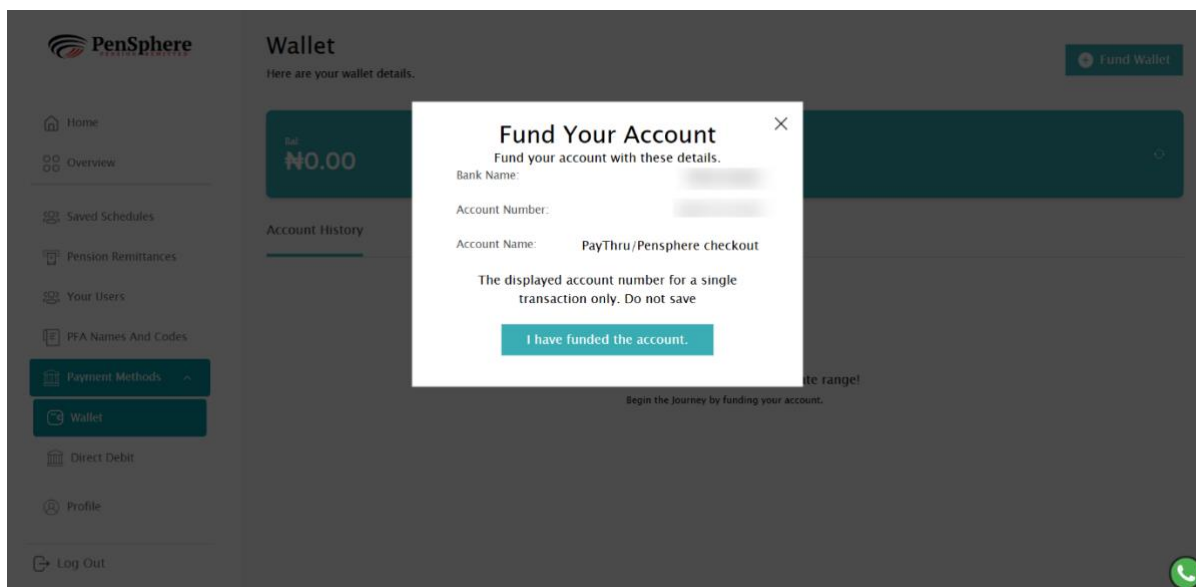 PenSphere
PENSION REMITTED
Home
Overview
Saved Schedules
Pension Remittances
Your Users
PFA Names And Codes
Payment Methods
Wallet
Direct Debit
Profile
Log Out
Wallet
Here are your wallet details.
Fund Wallet
Bal:
₦0.00
Account History
Fund Your Account
Fund your account with these details.
Bank Name:
Account Number:
Account Name: PayThru/Pensphere checkout
The displayed account number for a single
transaction only. Do not save
I have funded the account.
range!
Begin the Journey by funding your account.